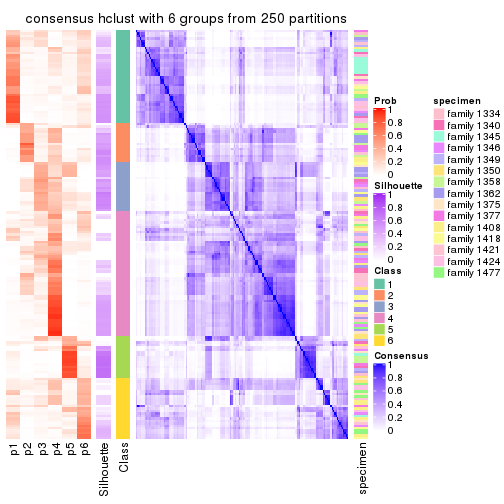 consensus hclust with 6 groups from 250 partitions
Prob
1
0.8
0.6
0.4
0.2
0
Silhouette
1
0.8
0.6
0.4
0.2
0
Class
1
2
3
4
5
6
Consensus
1
0.8
0.6
0.4
0.2
0
specimen
family 1334
family 1340
family 1345
family 1346
family 1349
family 1350
family 1358
family 1362
family 1375
family 1377
family 1408
family 1418
family 1421
family 1424
family 1477
p1
p2
p3
p4
p5
p6
Silhouette
Class
specimen